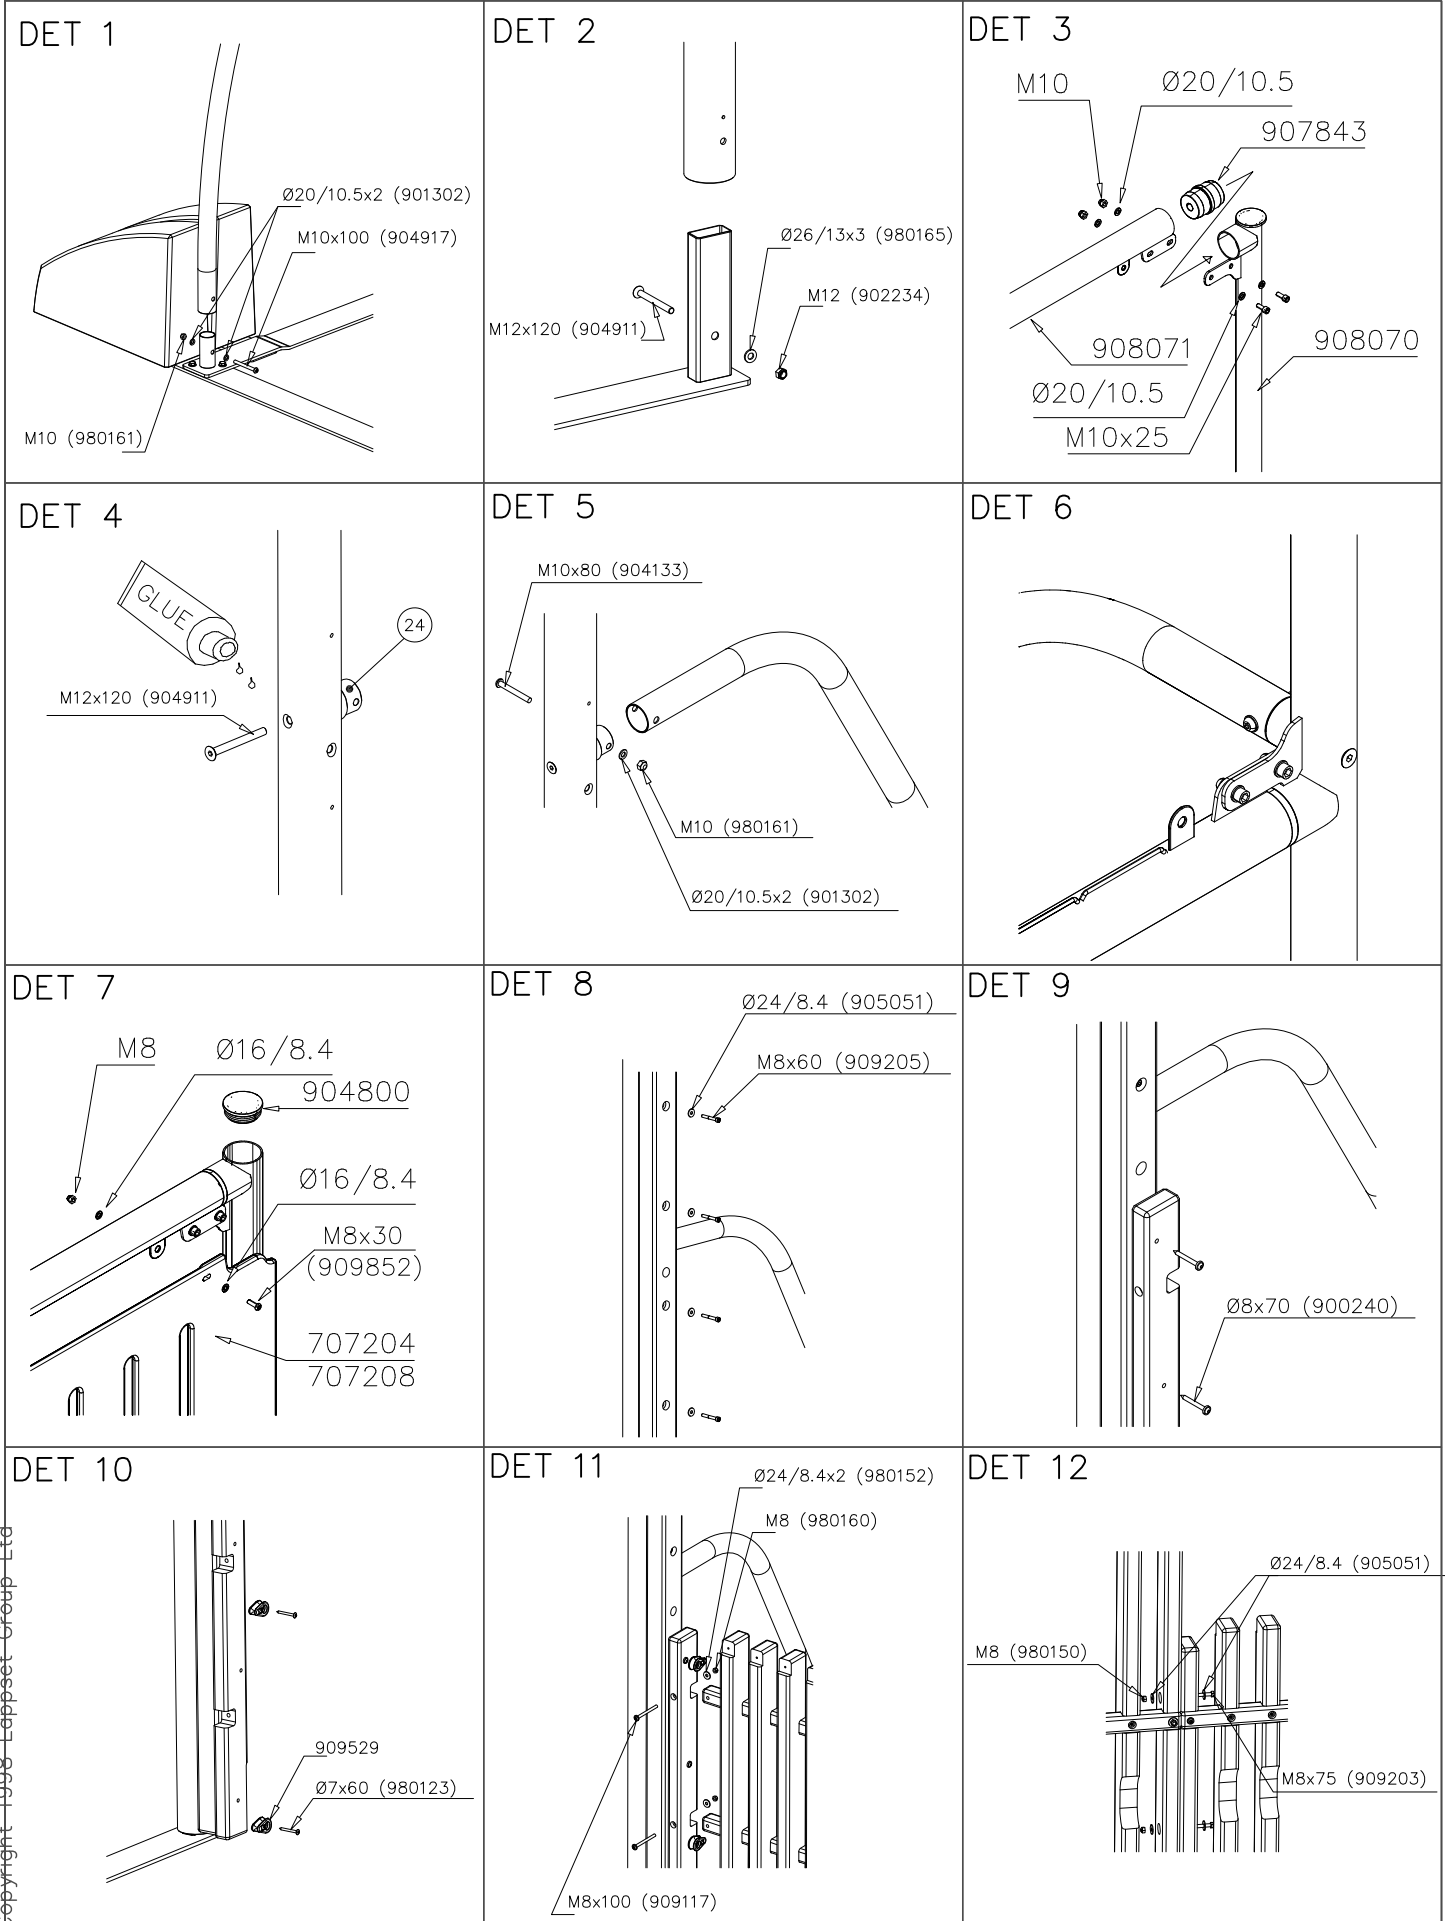 DET 1
Ø20/10.5x2 (901302)
M10x100 (904917)
M10 (980161)
DET 2
Ø26/13x3 (980165)
M12 (902234)
M12x120 (904911)
DET 3
M10
Ø20/10.5
907843
908071
908070
Ø20/10.5
M10x25
DET 4
GLUE
24
M12x120 (904911)
DET 5
M10x80 (904133)
M10 (980161)
Ø20/10.5x2 (901302)
DET 6
DET 7
M8
Ø16/8.4
904800
Ø16/8.4
M8x30
(909852)
707204
707208
DET 8
Ø24/8.4 (905051)
M8x60 (909205)
DET 9
Ø8x70 (900240)
DET 10
909529
Ø7x60 (980123)
DET 11
Ø24/8.4x2 (980152)
M8 (980160)
M8x100 (909117)
DET 12
Ø24/8.4 (905051)
M8 (980150)
M8x75 (909203)
opyright 1998 Lappset Group Ltd